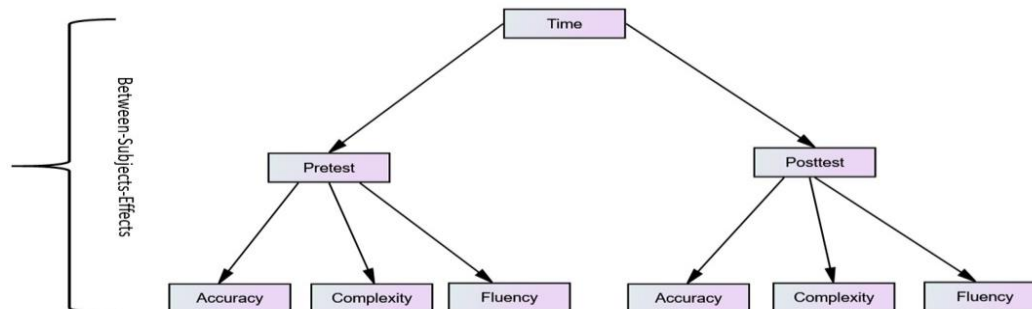 Between-Subjects-Effects
Time
Pretest
Posttest
Accuracy
Complexity
Fluency
Accuracy
Complexity
Fluency